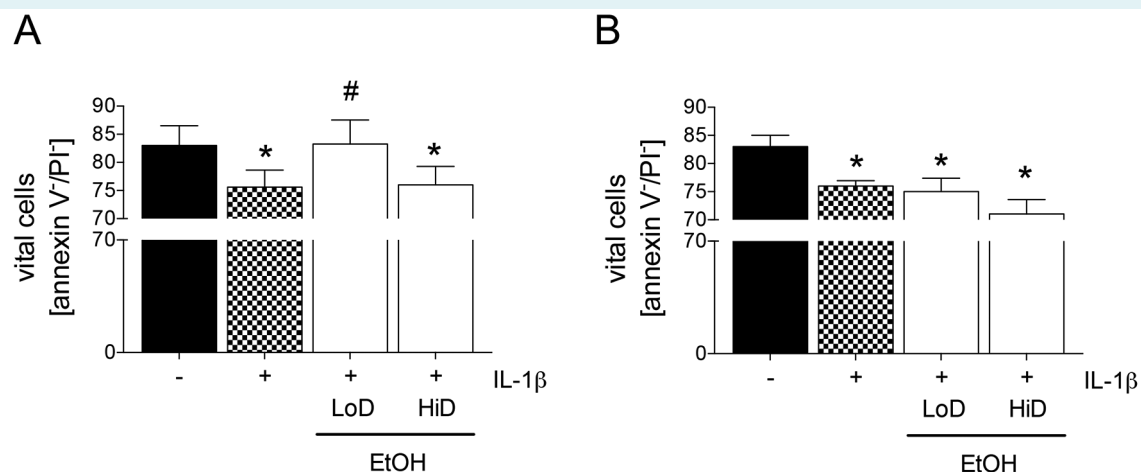 A
vital cells
[annexin V⁻/PI⁻]
90
85
80
75
70
70
0
*
#
*
- + + + IL-1β
LoD HiD
EtOH
B
vital cells
[annexin V⁻/PI⁻]
90
85
80
75
70
70
0
*
*
*
- + + + IL-1β
LoD HiD
EtOH